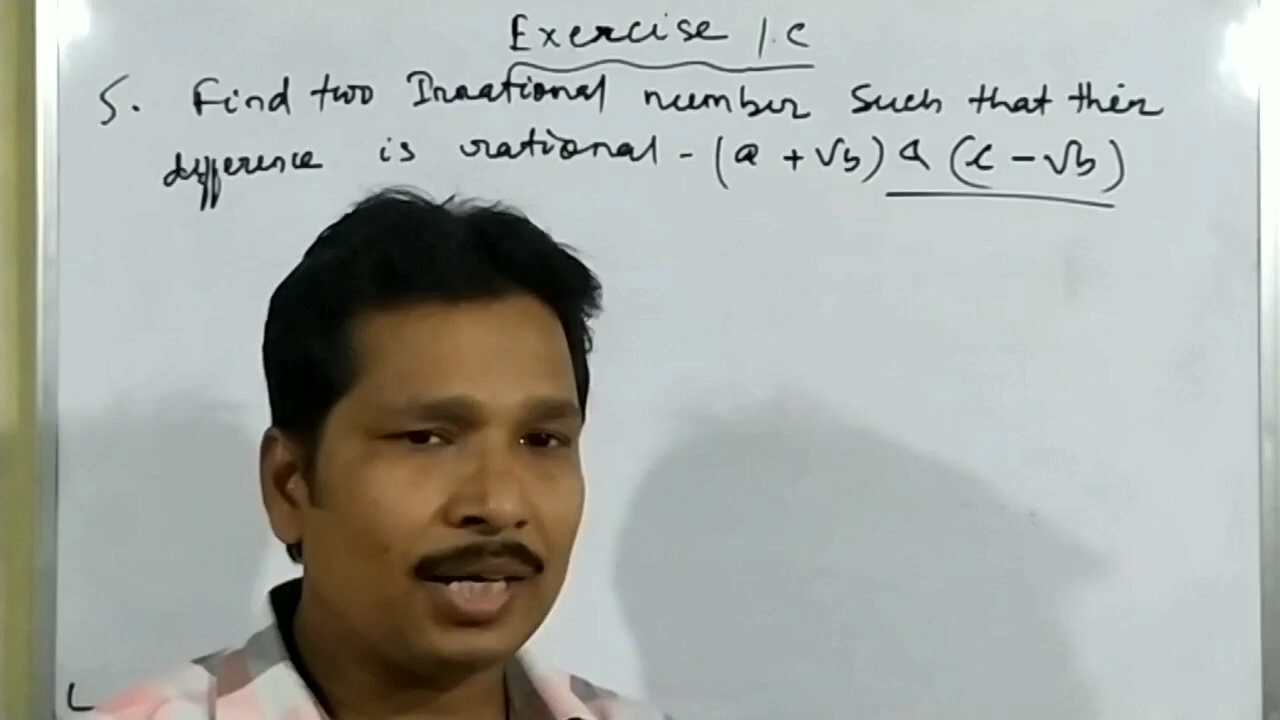 Exercise 1.C
5. Find two Irrational number such that their
difference is rational - (a + √b) & (c - √b)
L